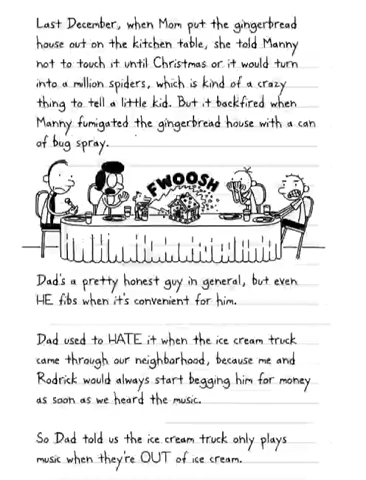 Last December, when Mom put the gingerbread
house out on the kitchen table, she told Manny
not to touch it until Christmas or it would turn
into a million spiders, which is kind of a crazy
thing to tell a little kid. But it backfired when
Manny fumigated the gingerbread house with a can
of bug spray.
FWOOSH
Dad's a pretty honest guy in general, but even
HE fibs when it's convenient for him.
Dad used to HATE it when the ice cream truck
came through our neighborhood, because me and
Rodrick would always start begging him for money
as soon as we heard the music.
So Dad told us the ice cream truck only plays
music when they're OUT of ice cream.